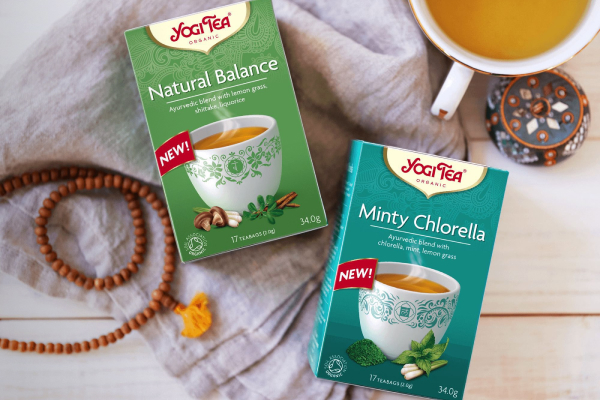 YOGI TEA
ORGANIC
Natural Balance
Ayurvedic blend with lemon grass,
shiitake, liquorice
NEW!
17 TEABAGS (2.0g)
34.0g
YOGI TEA
ORGANIC
Minty Chlorella
Ayurvedic blend with
chlorella, mint, lemon grass
NEW!
17 TEABAGS (2.0g)
34.0g